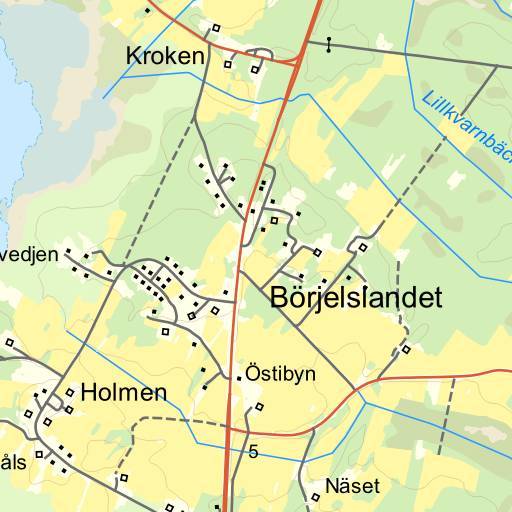 Kroken
Lillkvarnbäc
vedjen
Börjelslandet
Östibyn
Holmen
5
åls
Näset